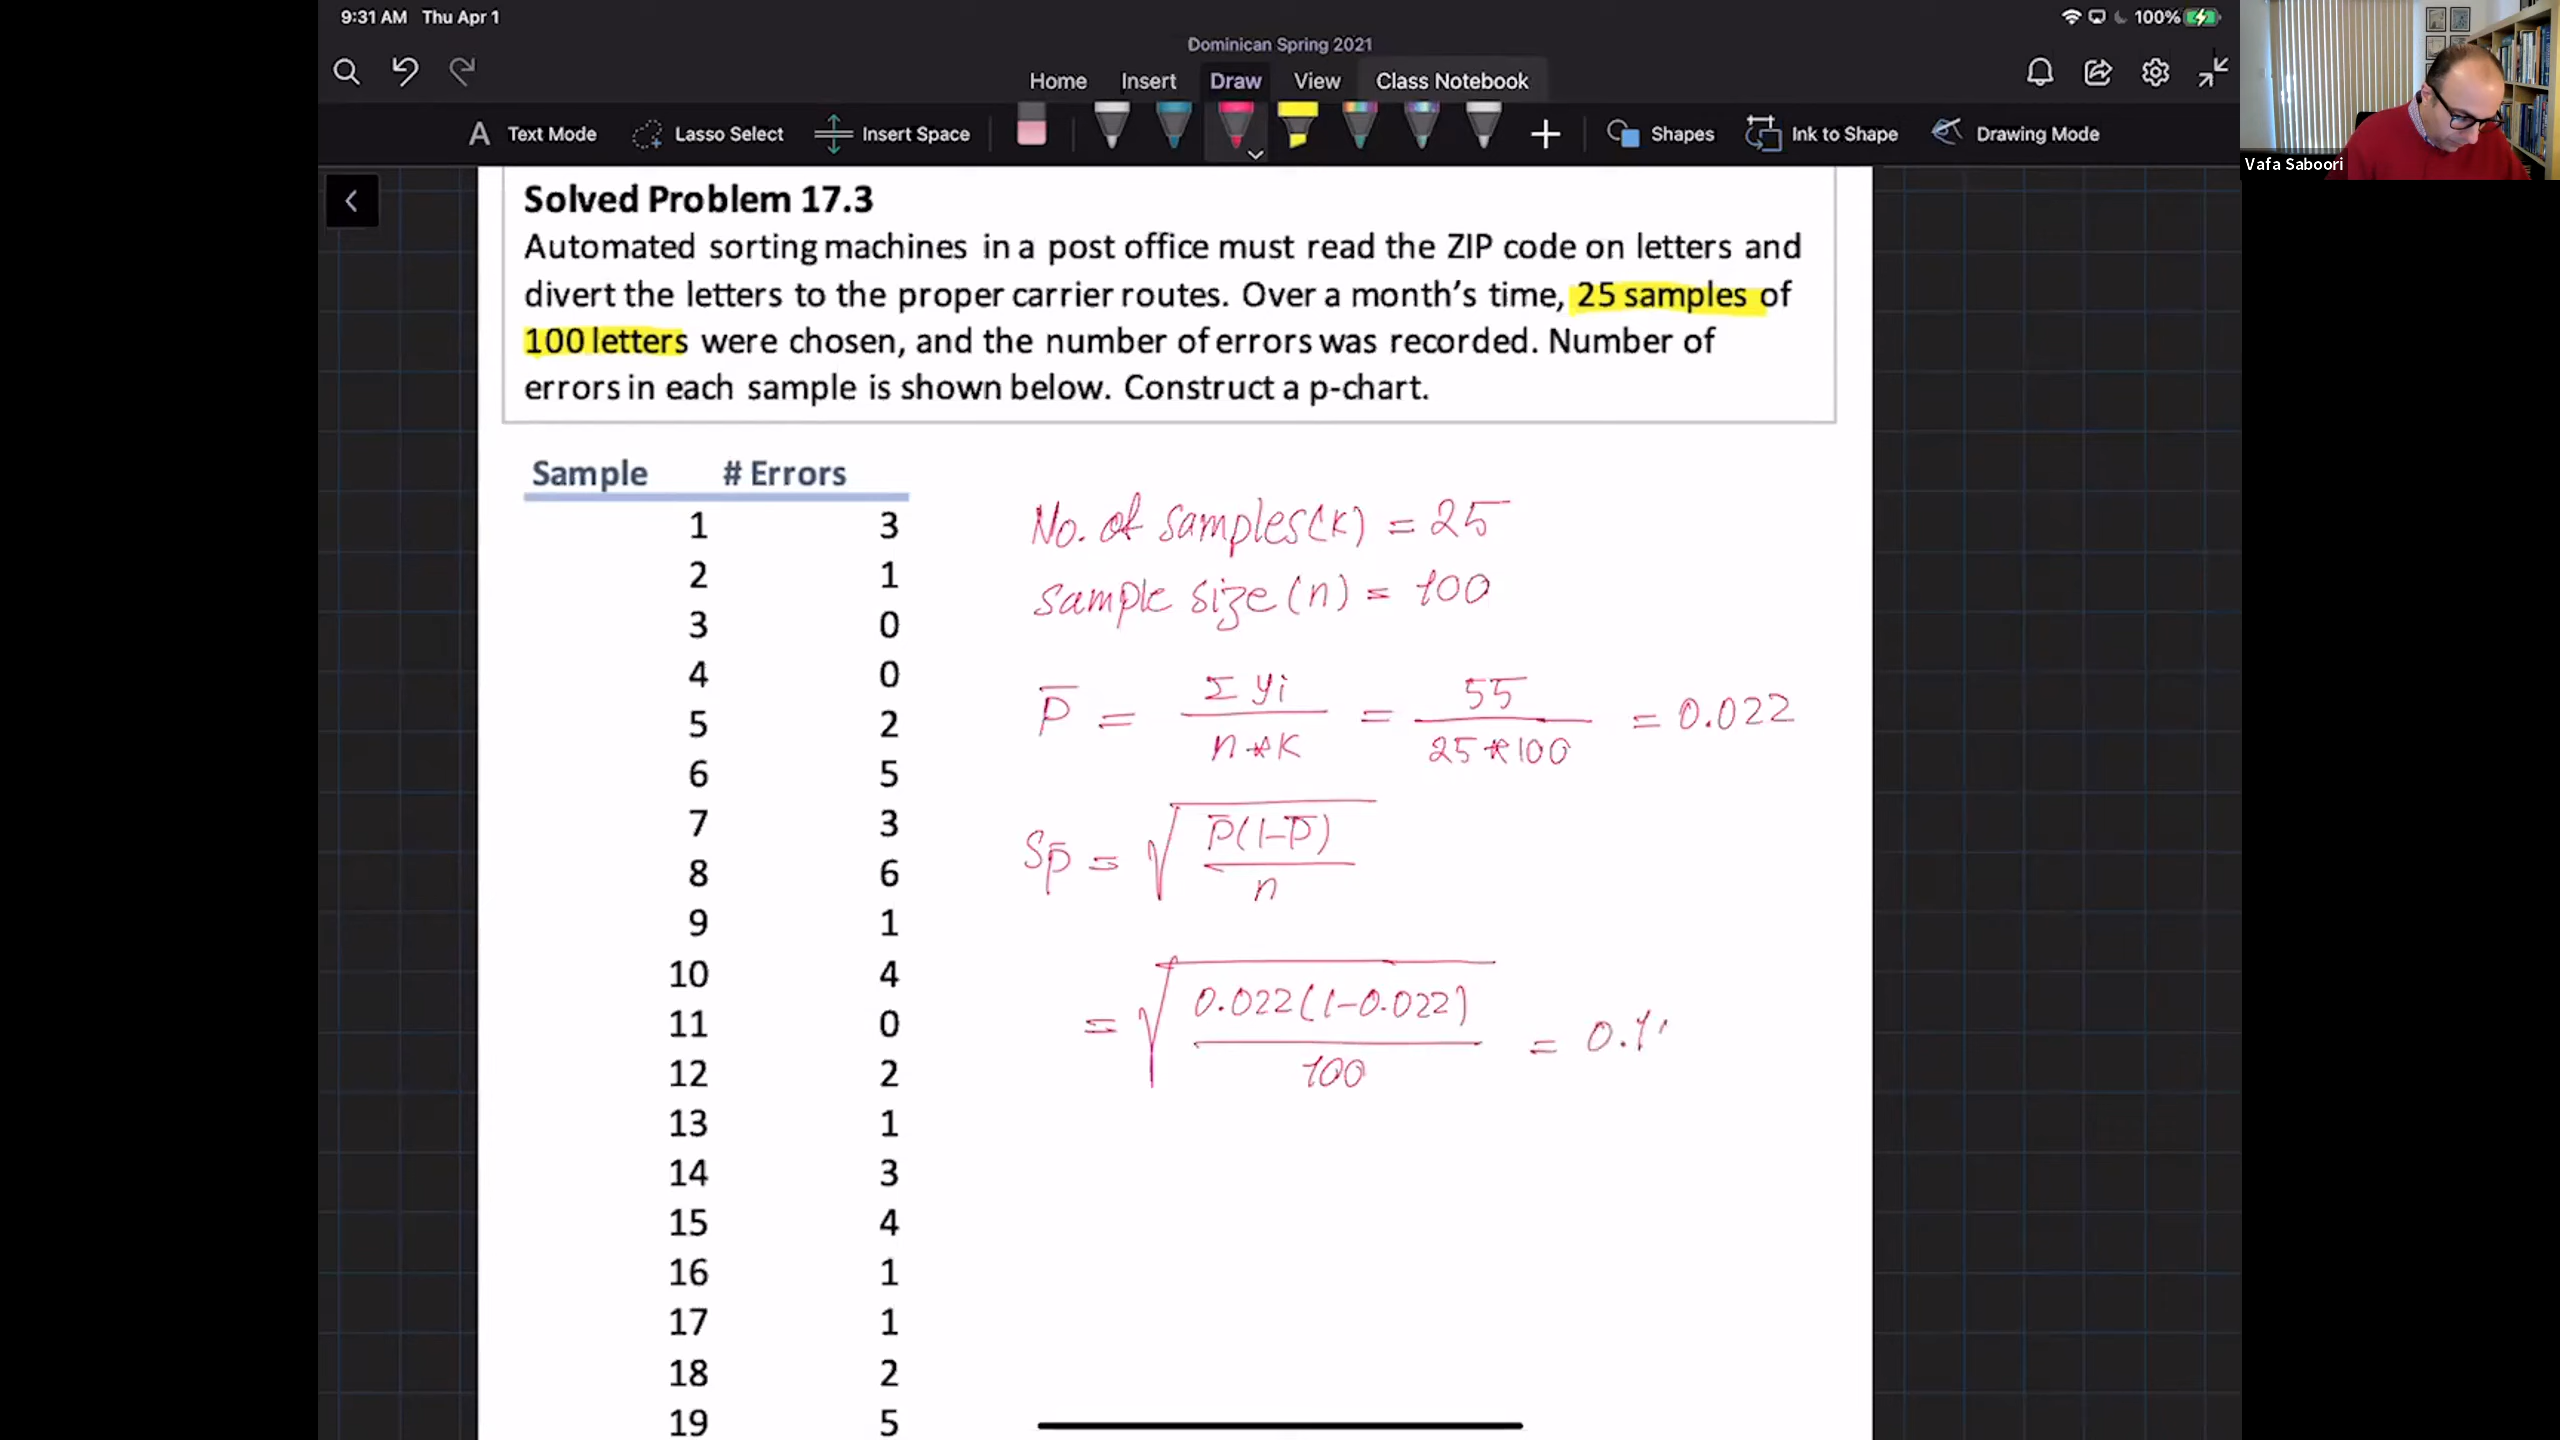 9:31 AM Thu Apr 1
100%
Dominican Spring 2021
Home Insert Draw View Class Notebook
A Text Mode Lasso Select Insert Space Shapes Ink to Shape Drawing Mode
Vafa Saboori
Solved Problem 17.3
Automated sorting machines in a post office must read the ZIP code on letters and
divert the letters to the proper carrier routes. Over a month's time, 25 samples of
100 letters were chosen, and the number of errors was recorded. Number of
errors in each sample is shown below. Construct a p-chart.
Sample # Errors
1 3
2 1
3 0
4 0
5 2
6 5
7 3
8 6
9 1
10 4
11 0
12 2
13 1
14 3
15 4
16 1
17 1
18 2
19 5
No. of samples(K) = 25
Sample size (n) = 100
P̅ = Σ yi / n*K = 55 / 25*100 = 0.022
Sp̅ = √ P̅(1-P̅) / n
= √ 0.022(1-0.022) / 100 = 0.1